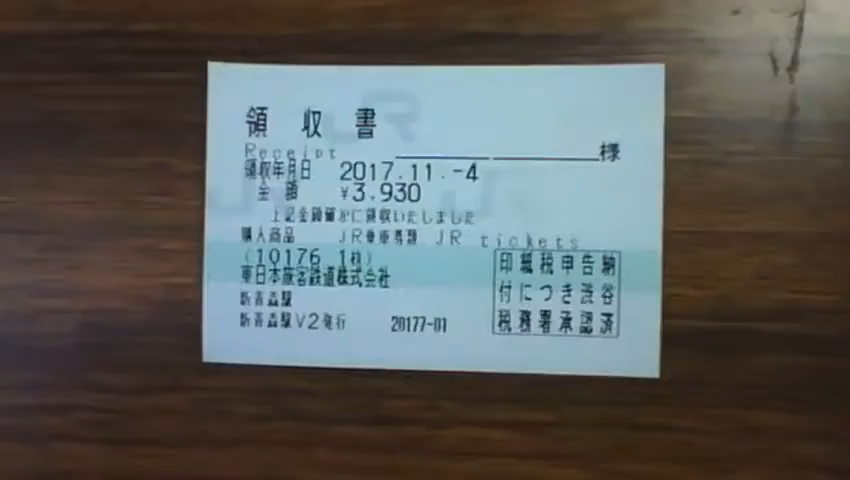 領収書
Receipt 様
領収年月日 2017.11.-4
金額 ¥3,930
上記金額確かに領収いたしました
購入商品 JR乗車券類 JR tickets
(10176 1枚)
東日本旅客鉄道株式会社
新青森駅
新青森駅V2発行 20177-01
印紙税申告納
付につき渋谷
税務署承認済